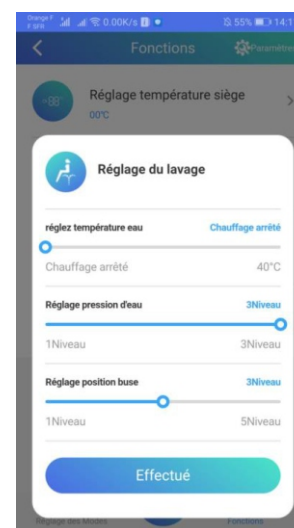 Orange F 0.00K/s 55% 14:1
F SFR
Fonctions Paramètre
Réglage température siège
00°C
Réglage du lavage
réglez température eau Chauffage arrêté
Chauffage arrêté 40°C
Réglage pression d'eau 3Niveau
1Niveau 3Niveau
Réglage position buse 3Niveau
1Niveau 5Niveau
Effectué
Réglage des Modes Fonctions